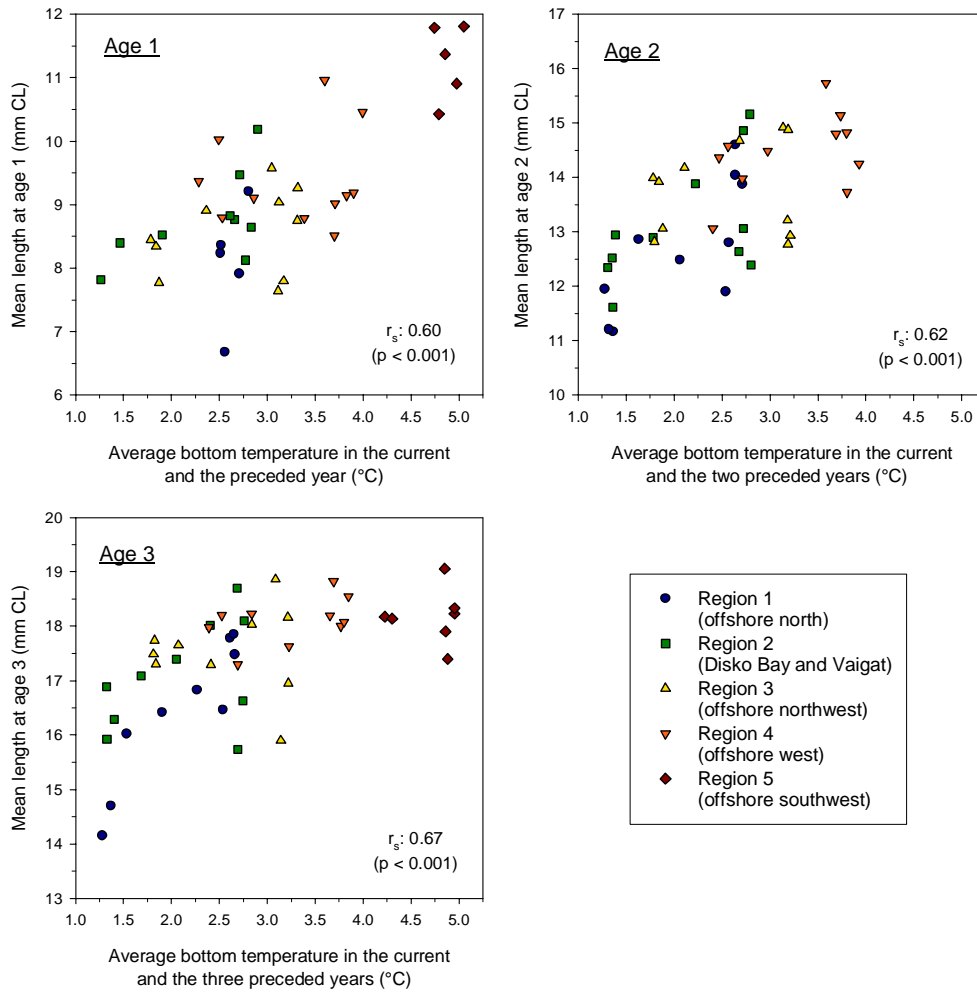 Age 1
Mean length at age 1 (mm CL)
12
11
10
9
8
7
6
1.0 1.5 2.0 2.5 3.0 3.5 4.0 4.5 5.0
r_s: 0.60
(p < 0.001)
Average bottom temperature in the current
and the preceded year (°C)
Age 2
Mean length at age 2 (mm CL)
17
16
15
14
13
12
11
10
1.0 1.5 2.0 2.5 3.0 3.5 4.0 4.5 5.0
r_s: 0.62
(p < 0.001)
Average bottom temperature in the current
and the two preceded years (°C)
Age 3
Mean length at age 3 (mm CL)
20
19
18
17
16
15
14
13
1.0 1.5 2.0 2.5 3.0 3.5 4.0 4.5 5.0
r_s: 0.67
(p < 0.001)
Average bottom temperature in the current
and the three preceded years (°C)
Region 1
(offshore north)
Region 2
(Disko Bay and Vaigat)
Region 3
(offshore northwest)
Region 4
(offshore west)
Region 5
(offshore southwest)